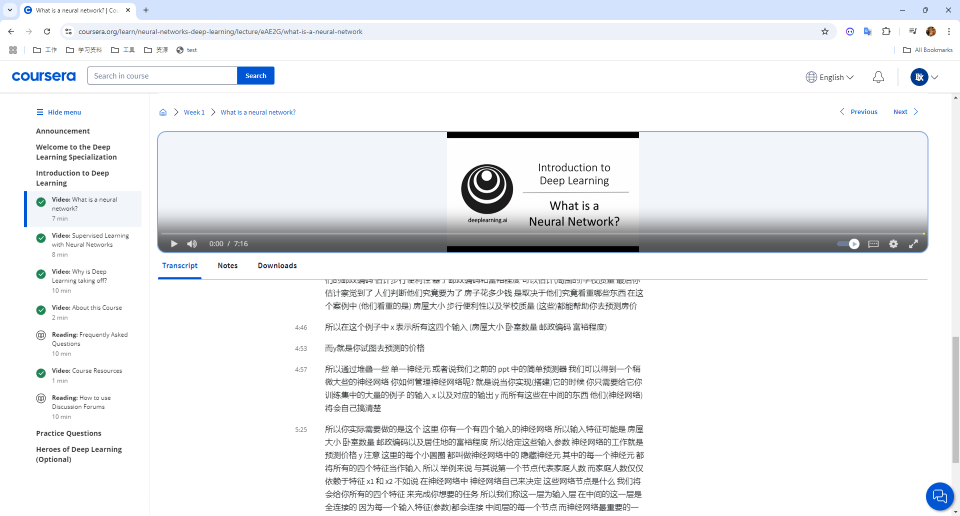 What is a neural network? | Co
coursera.org/learn/neural-networks-deep-learning/lecture/eAE2G/what-is-a-neural-network
工作
学习资料
工具
资源
test
All Bookmarks
coursera
Search in course
Search
English
Hide menu
Announcement
Welcome to the Deep
Learning Specialization
Introduction to Deep
Learning
Video: What is a neural
network?
7 min
Video: Supervised Learning
with Neural Networks
8 min
Video: Why is Deep
Learning taking off?
10 min
Video: About this Course
2 min
Reading: Frequently Asked
Questions
10 min
Video: Course Resources
1 min
Reading: How to use
Discussion Forums
10 min
Practice Questions
Heroes of Deep Learning
(Optional)
Week 1
What is a neural network?
Previous
Next
deeplearning.ai
Introduction to
Deep Learning
What is a
Neural Network?
0:00 / 7:16
Transcript
Notes
Downloads
估计察觉到了 人们判断他们究竟要为了 房子花多少钱 是取决于他们究竟看重哪些东西 在这
个案例中 (他们看重的是) 房屋大小 步行便利性以及学校质量 (这些)都能帮助你去预测房价
4:46
所以在这个例子中 x 表示所有这四个输入 (房屋大小 卧室数量 邮政编码 富裕程度)
4:53
而y就是你试图去预测的价格
4:57
所以通过堆叠一些 单一神经元 或者说我们之前的 ppt 中的简单预测器 我们可以得到一个稍
微大些的神经网络 你如何管理神经网络呢? 就是说当你实现(搭建)它的时候 你只需要给它你
训练集中的大量的例子 的输入 x 以及对应的输出 y 而所有这些在中间的东西 他们(神经网络)
将会自己搞清楚
5:25
所以你实际需要做的是这个 这里 你有一个有四个输入的神经网络 所以输入特征可能是 房屋
大小 卧室数量 邮政编码以及居住地的富裕程度 所以给定这些输入参数 神经网络的工作就是
预测价格 y 注意 这里的每个小圆圈 都叫做神经网络中的 隐藏神经元 其中的每一个神经元 都
将所有的四个特征当作输入 所以 举例来说 与其说第一个节点代表家庭人数 而家庭人数仅仅
依赖于特征 x1 和 x2 不如说 在神经网络中 神经网络自己来决定 这些网络节点是什么 我们将
会给你所有的四个特征 来完成你想要的任务 所以我们称这一层为输入层 在中间的这一层是
全连接的 因为每一个输入特征(参数)都会连接 中间层的每一个节点 而神经网络最重要的一